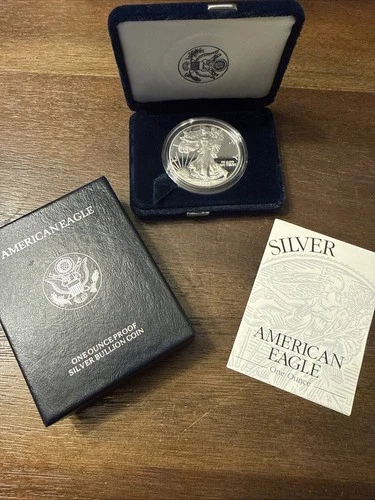 AMERICAN EAGLE
ONE OUNCE PROOF
SILVER BULLION COIN
SILVER
AMERICAN
EAGLE
One Ounce